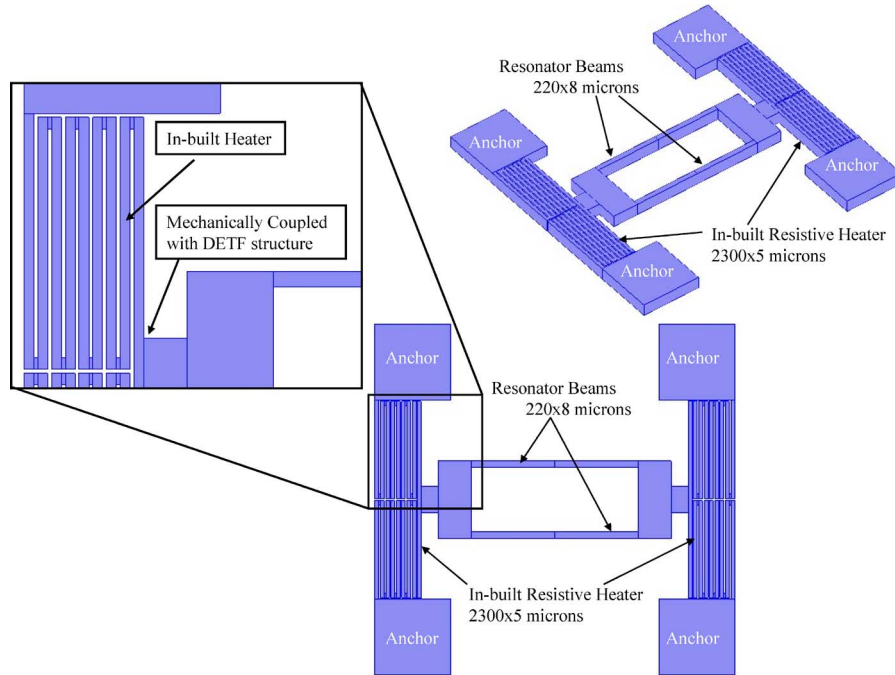 Anchor
Resonator Beams
220x8 microns
Anchor
Anchor
In-built Resistive Heater
2300x5 microns
Anchor
In-built Heater
Mechanically Coupled
with DETF structure
Anchor
Anchor
Resonator Beams
220x8 microns
In-built Resistive Heater
2300x5 microns
Anchor
Anchor